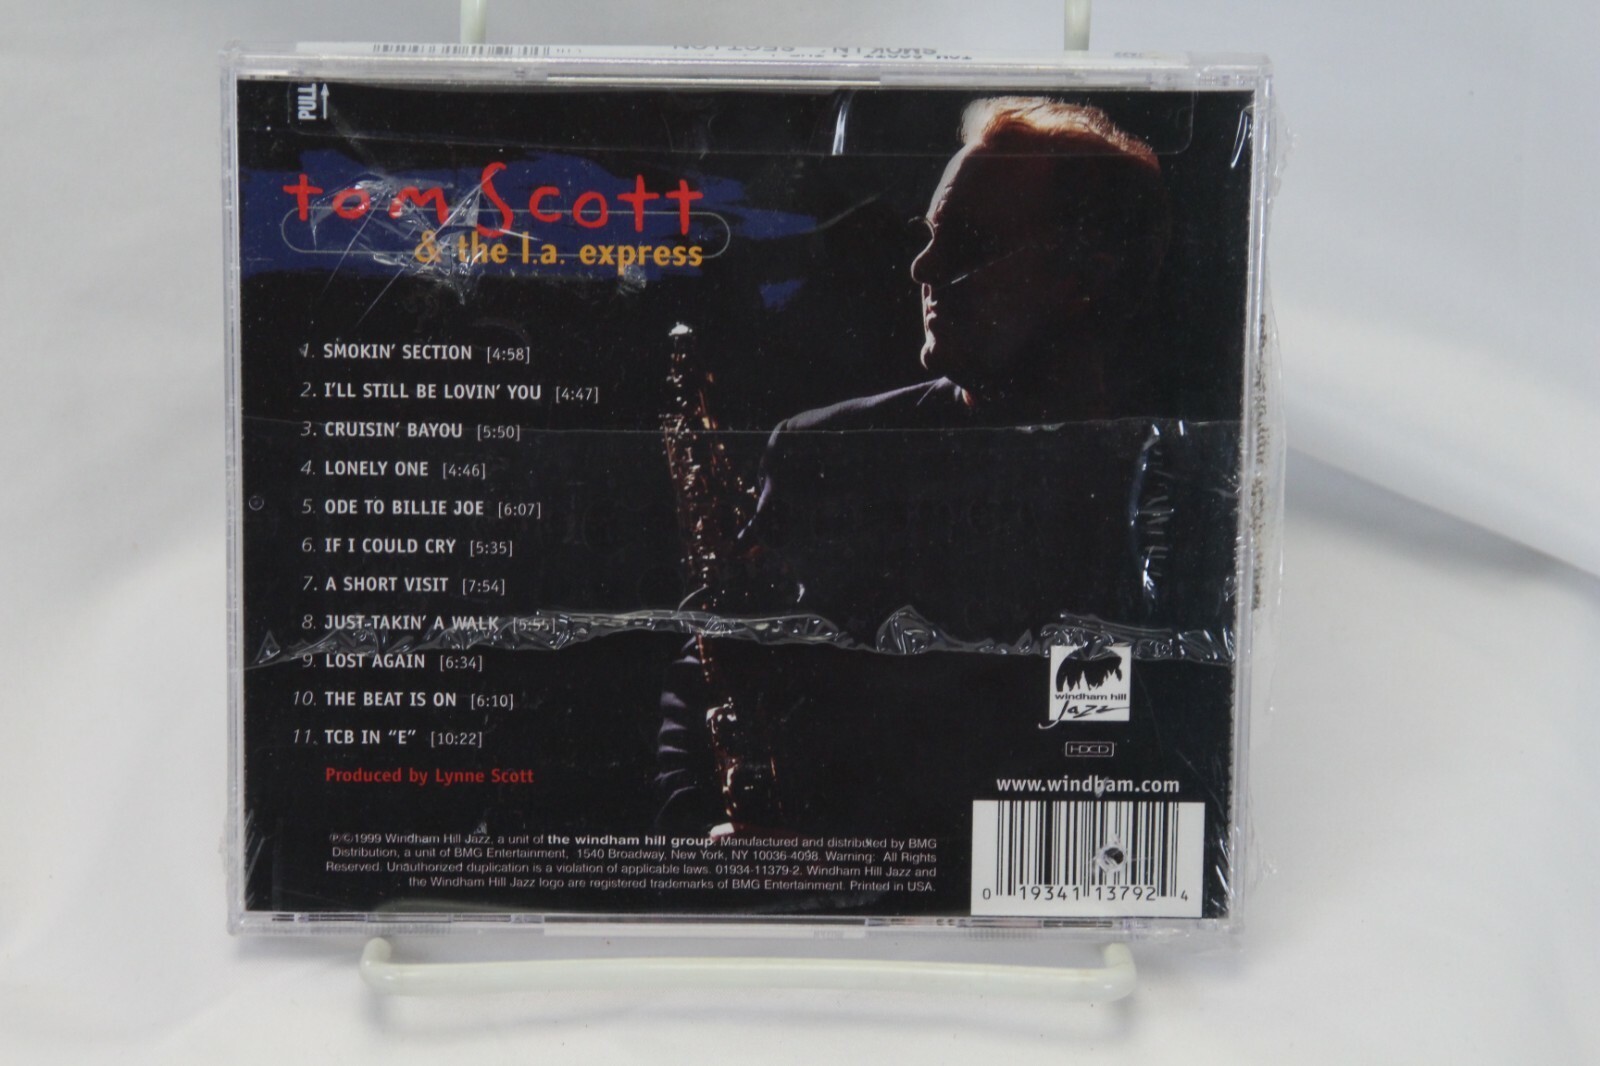 SMOKIN' SECTION
PULL
tom Scott
& the l.a. express
1. SMOKIN' SECTION [4:58]
2. I'LL STILL BE LOVIN' YOU [4:47]
3. CRUISIN' BAYOU [5:50]
4. LONELY ONE [4:46]
5. ODE TO BILLIE JOE [6:07]
6. IF I COULD CRY [5:35]
7. A SHORT VISIT [7:54]
8. JUST TAKIN' A WALK [5:55]
9. LOST AGAIN [6:34]
10. THE BEAT IS ON [6:10]
11. TCB IN "E" [10:22]
Produced by Lynne Scott
windham hill
Jazz
HDCD
www.windham.com
℗©1999 Windham Hill Jazz, a unit of the windham hill group. Manufactured and distributed by BMG
Distribution, a unit of BMG Entertainment, 1540 Broadway, New York, NY 10036-4098. Warning: All Rights
Reserved. Unauthorized duplication is a violation of applicable laws. 01934-11379-2. Windham Hill Jazz and
the Windham Hill Jazz logo are registered trademarks of BMG Entertainment. Printed in USA.
0 19341 13792 4